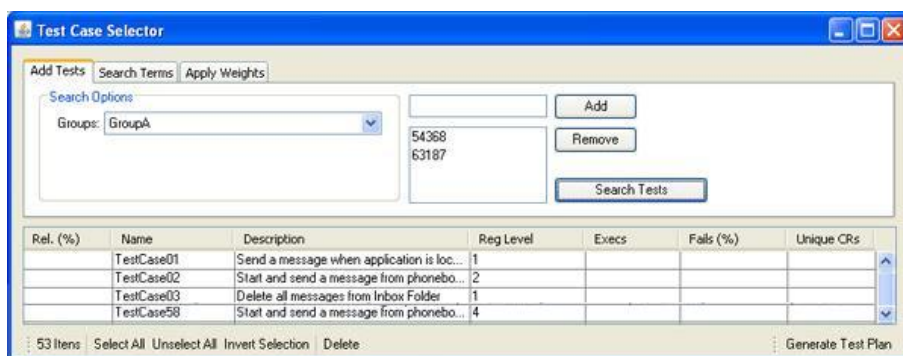 Test Case Selector
Add Tests Search Terms Apply Weights
Search Options
Groups: GroupA
Add
54368
63187
Remove
Search Tests
Rel. (%) Name Description Reg Level Execs Fails (%) Unique CRs
TestCase01 Send a message when application is loc... 1
TestCase02 Start and send a message from phonebo... 2
TestCase03 Delete all messages from Inbox Folder 1
TestCase58 Start and send a message from phonebo... 4
53 Itens Select All Unselect All Invert Selection Delete Generate Test Plan